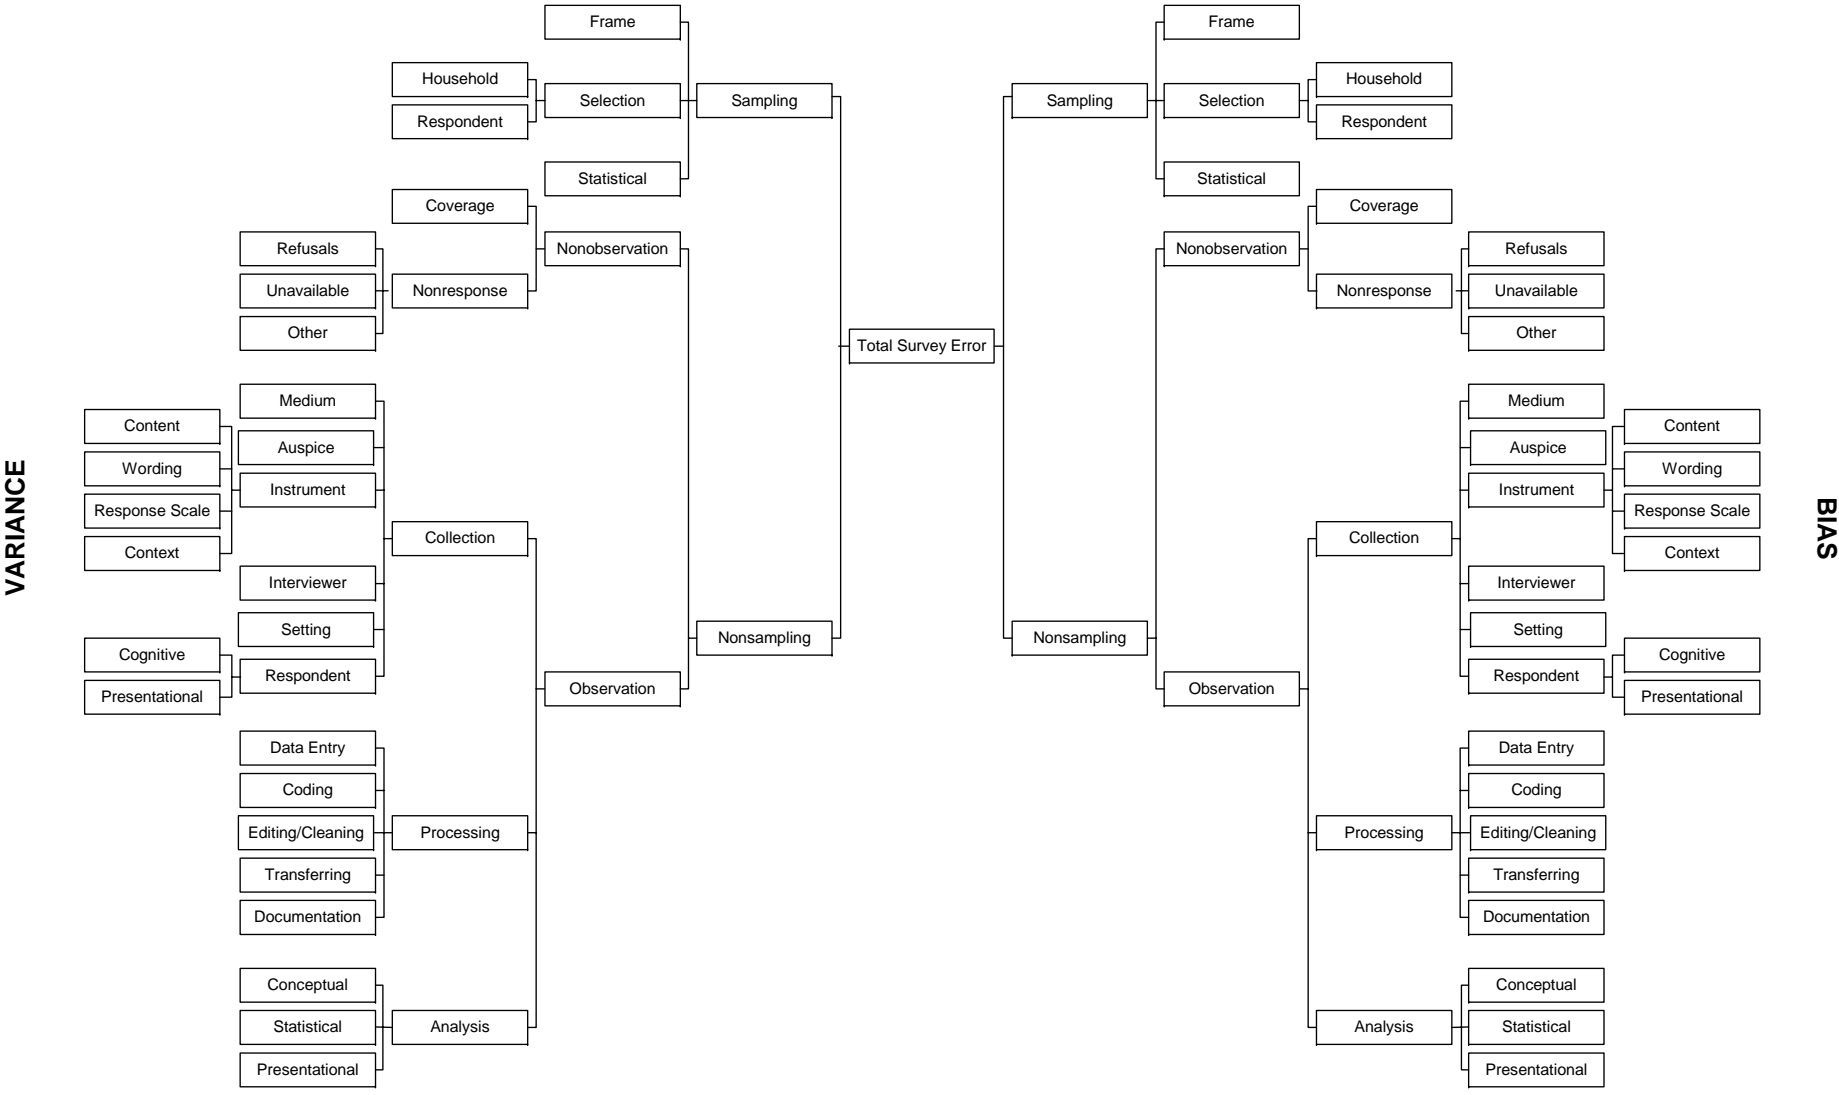 Frame
Frame
Household
Household
Selection
Sampling
Sampling
Selection
Respondent
Respondent
Statistical
Statistical
Coverage
Coverage
Refusals
Nonobservation
Nonobservation
Refusals
Unavailable
Nonresponse
Nonresponse
Unavailable
Other
Other
Total Survey Error
Medium
Medium
Content
Content
Auspice
Auspice
Wording
Wording
Instrument
Instrument
Response Scale
Response Scale
VARIANCE
BIAS
Collection
Collection
Context
Context
Interviewer
Interviewer
Setting
Setting
Nonsampling
Nonsampling
Cognitive
Cognitive
Respondent
Respondent
Observation
Observation
Presentational
Presentational
Data Entry
Data Entry
Coding
Coding
Editing/Cleaning
Processing
Processing
Editing/Cleaning
Transferring
Transferring
Documentation
Documentation
Conceptual
Conceptual
Statistical
Analysis
Analysis
Statistical
Presentational
Presentational